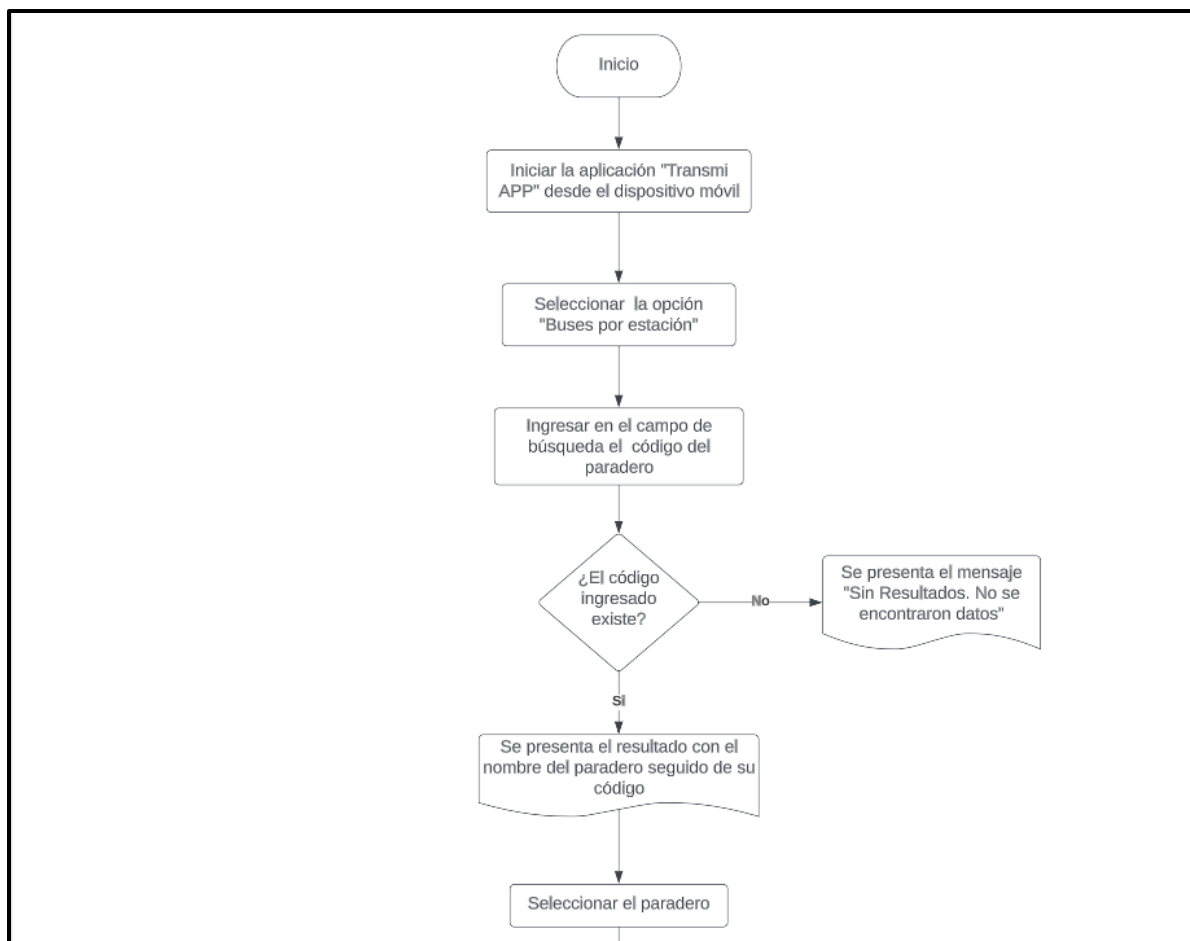 Inicio
Iniciar la aplicación "Transmi
APP" desde el dispositivo móvil
Seleccionar la opción
"Buses por estación"
Ingresar en el campo de
búsqueda el código del
paradero
¿El código
ingresado
existe?
No
Se presenta el mensaje
"Sin Resultados. No se
encontraron datos"
Si
Se presenta el resultado con el
nombre del paradero seguido de su
código
Seleccionar el paradero